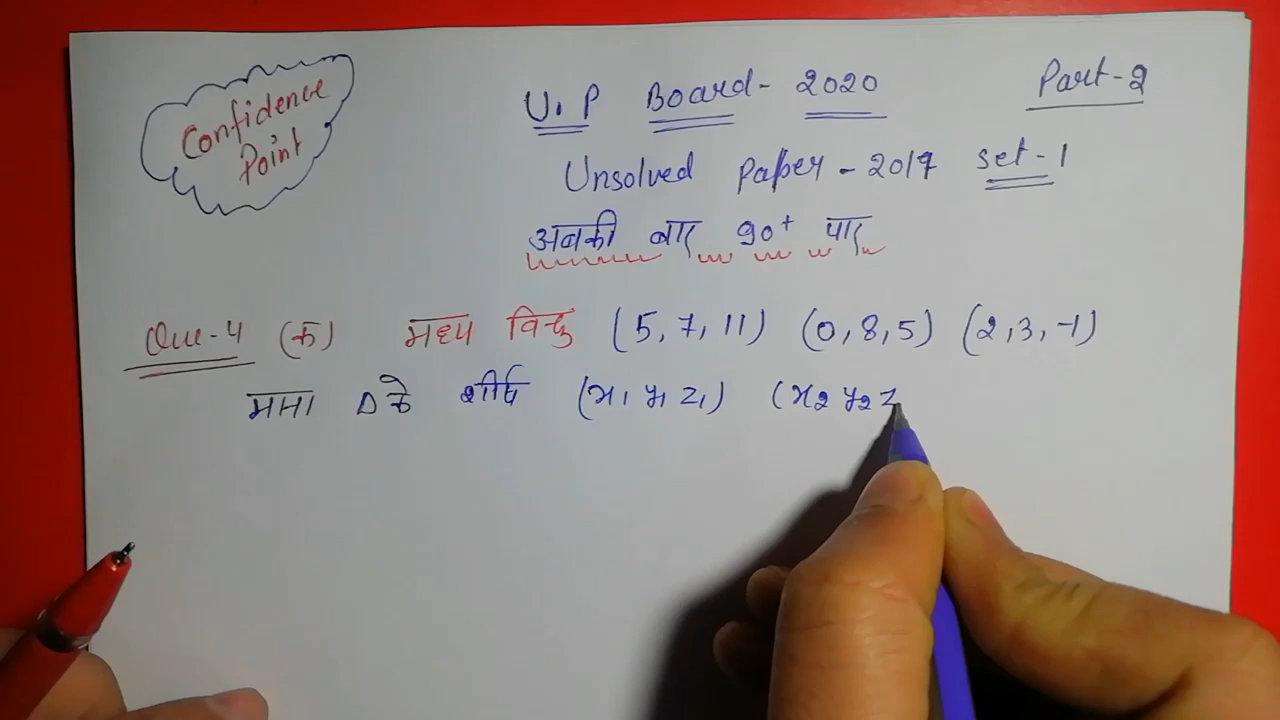 Confidence
Point
U.P Board- 2020
Part-2
Unsolved Paper - 2017 Set-1
अबकी बार 90+ पार
Que-4 (क) मध्य विन्दु (5,7,11) (0,8,5) (2,3,-1)
माना Δ के शीर्ष (x₁ y₁ z₁) (x₂ y₂ z